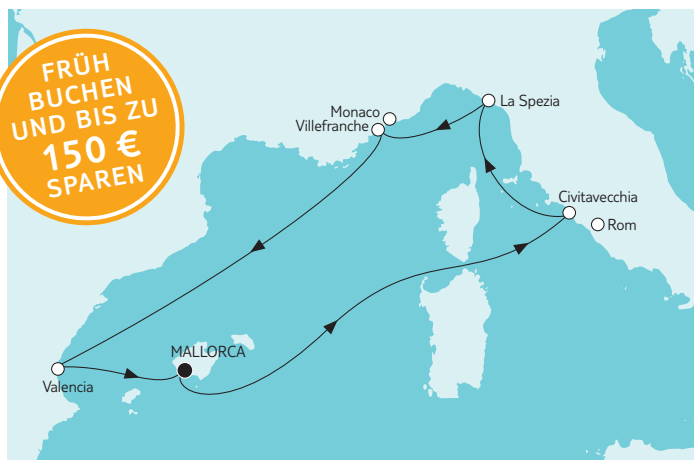 FRÜH
BUCHEN
UND BIS ZU
150 €
SPAREN
Monaco
Villefranche
La Spezia
Civitavecchia
Rom
MALLORCA
Valencia